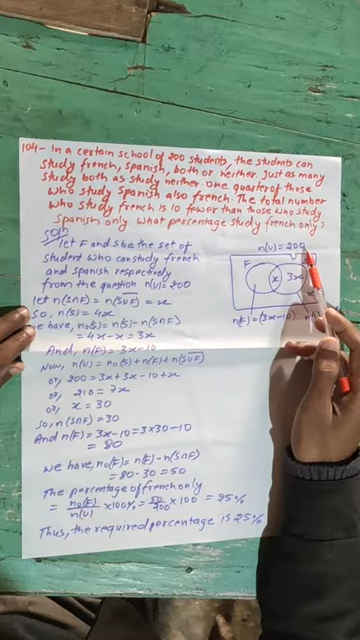 104- In a certain school of 200 students, the students can
study french, Spanish, both or neither. Just as many
study both as study neither. One quarter of those
who study Spanish also french. The total number
who study french is 10 fewer than those who study
Spanish only. What percentage study french only?
Soln
let F and S be the set of
student who can study french
and Spanish respectively
from the question n(U) = 200
let n(S∩F) = n(S∪F)‾ = x
So, n(S) = 4x
we have, no(S) = n(S) - n(S∩F)
= 4x - x = 3x
And, n(F) = 3x - 10
Now, n(U) = no(S) + n(F) + n(S∪F)‾
or, 200 = 3x + 3x - 10 + x
or, 210 = 7x
or, x = 30
So, n(S∩F) = 30
And n(F) = 3x - 10 = 3×30 - 10
= 80
We have, no(F) = n(F) - n(S∩F)
= 80 - 30 = 50
The percentage of french only
= no(F)/n(U) × 100% = 50/200 × 100 = 25%
Thus, the required percentage is 25%
n(U) = 200
F
x
3x
x
n(F) = (3x-10)